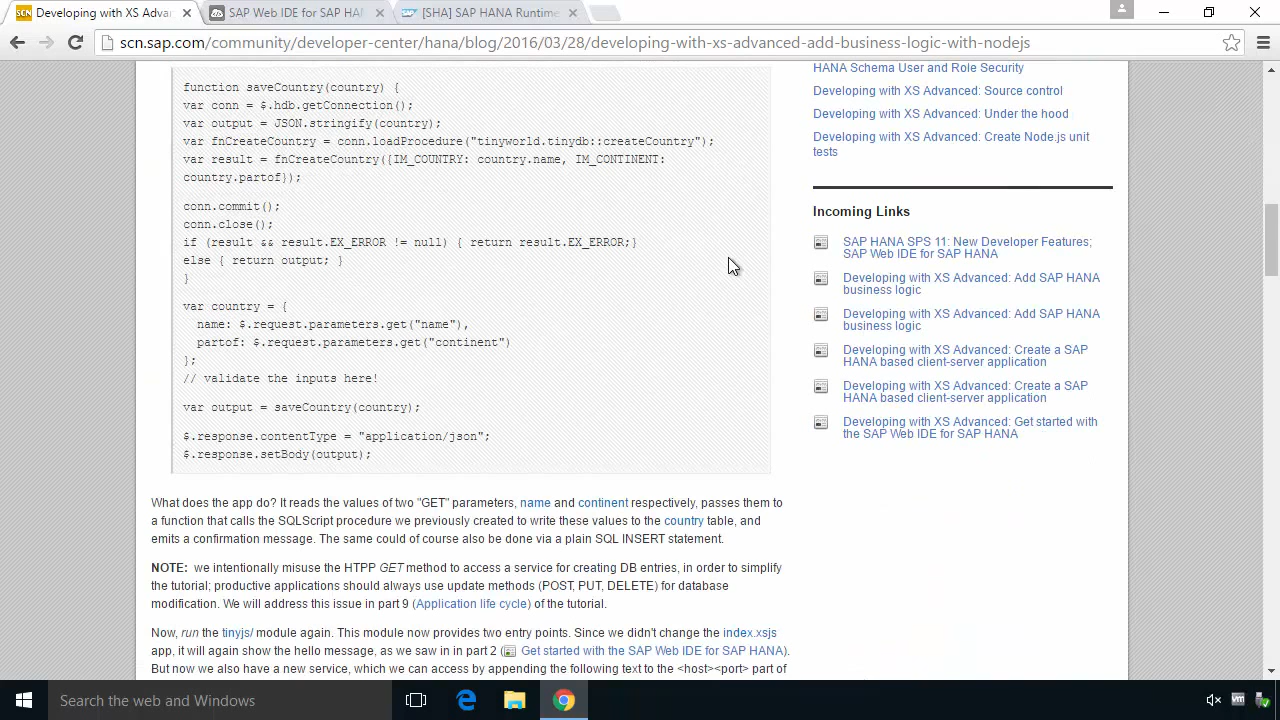 Developing with XS Adva
SAP Web IDE for SAP HAN
[SHA] SAP HANA Runtime
scn.sap.com/community/developer-center/hana/blog/2016/03/28/developing-with-xs-advanced-add-business-logic-with-nodejs
function saveCountry(country) {
var conn = $.hdb.getConnection();
var output = JSON.stringify(country);
var fnCreateCountry = conn.loadProcedure("tinyworld.tinydb::createCountry");
var result = fnCreateCountry({IM_COUNTRY: country.name, IM_CONTINENT:
country.partof});
conn.commit();
conn.close();
if (result && result.EX_ERROR != null) { return result.EX_ERROR;}
else { return output; }
}
var country = {
name: $.request.parameters.get("name"),
partof: $.request.parameters.get("continent")
};
// validate the inputs here!
var output = saveCountry(country);
$.response.contentType = "application/json";
$.response.setBody(output);
What does the app do? It reads the values of two "GET" parameters, name and continent respectively, passes them to
a function that calls the SQLScript procedure we previously created to write these values to the country table, and
emits a confirmation message. The same could of course also be done via a plain SQL INSERT statement.
NOTE: we intentionally misuse the HTPP GET method to access a service for creating DB entries, in order to simplify
the tutorial; productive applications should always use update methods (POST, PUT, DELETE) for database
modification. We will address this issue in part 9 (Application life cycle) of the tutorial.
Now, run the tinyjs/ module again. This module now provides two entry points. Since we didn't change the index.xsjs
app, it will again show the hello message, as we saw in in part 2 (Get started with the SAP Web IDE for SAP HANA).
But now we also have a new service, which we can access by appending the following text to the <host><port> part of
HANA Schema User and Role Security
Developing with XS Advanced: Source control
Developing with XS Advanced: Under the hood
Developing with XS Advanced: Create Node.js unit
tests
Incoming Links
SAP HANA SPS 11: New Developer Features;
SAP Web IDE for SAP HANA
Developing with XS Advanced: Add SAP HANA
business logic
Developing with XS Advanced: Add SAP HANA
business logic
Developing with XS Advanced: Create a SAP
HANA based client-server application
Developing with XS Advanced: Create a SAP
HANA based client-server application
Developing with XS Advanced: Get started with
the SAP Web IDE for SAP HANA
Search the web and Windows